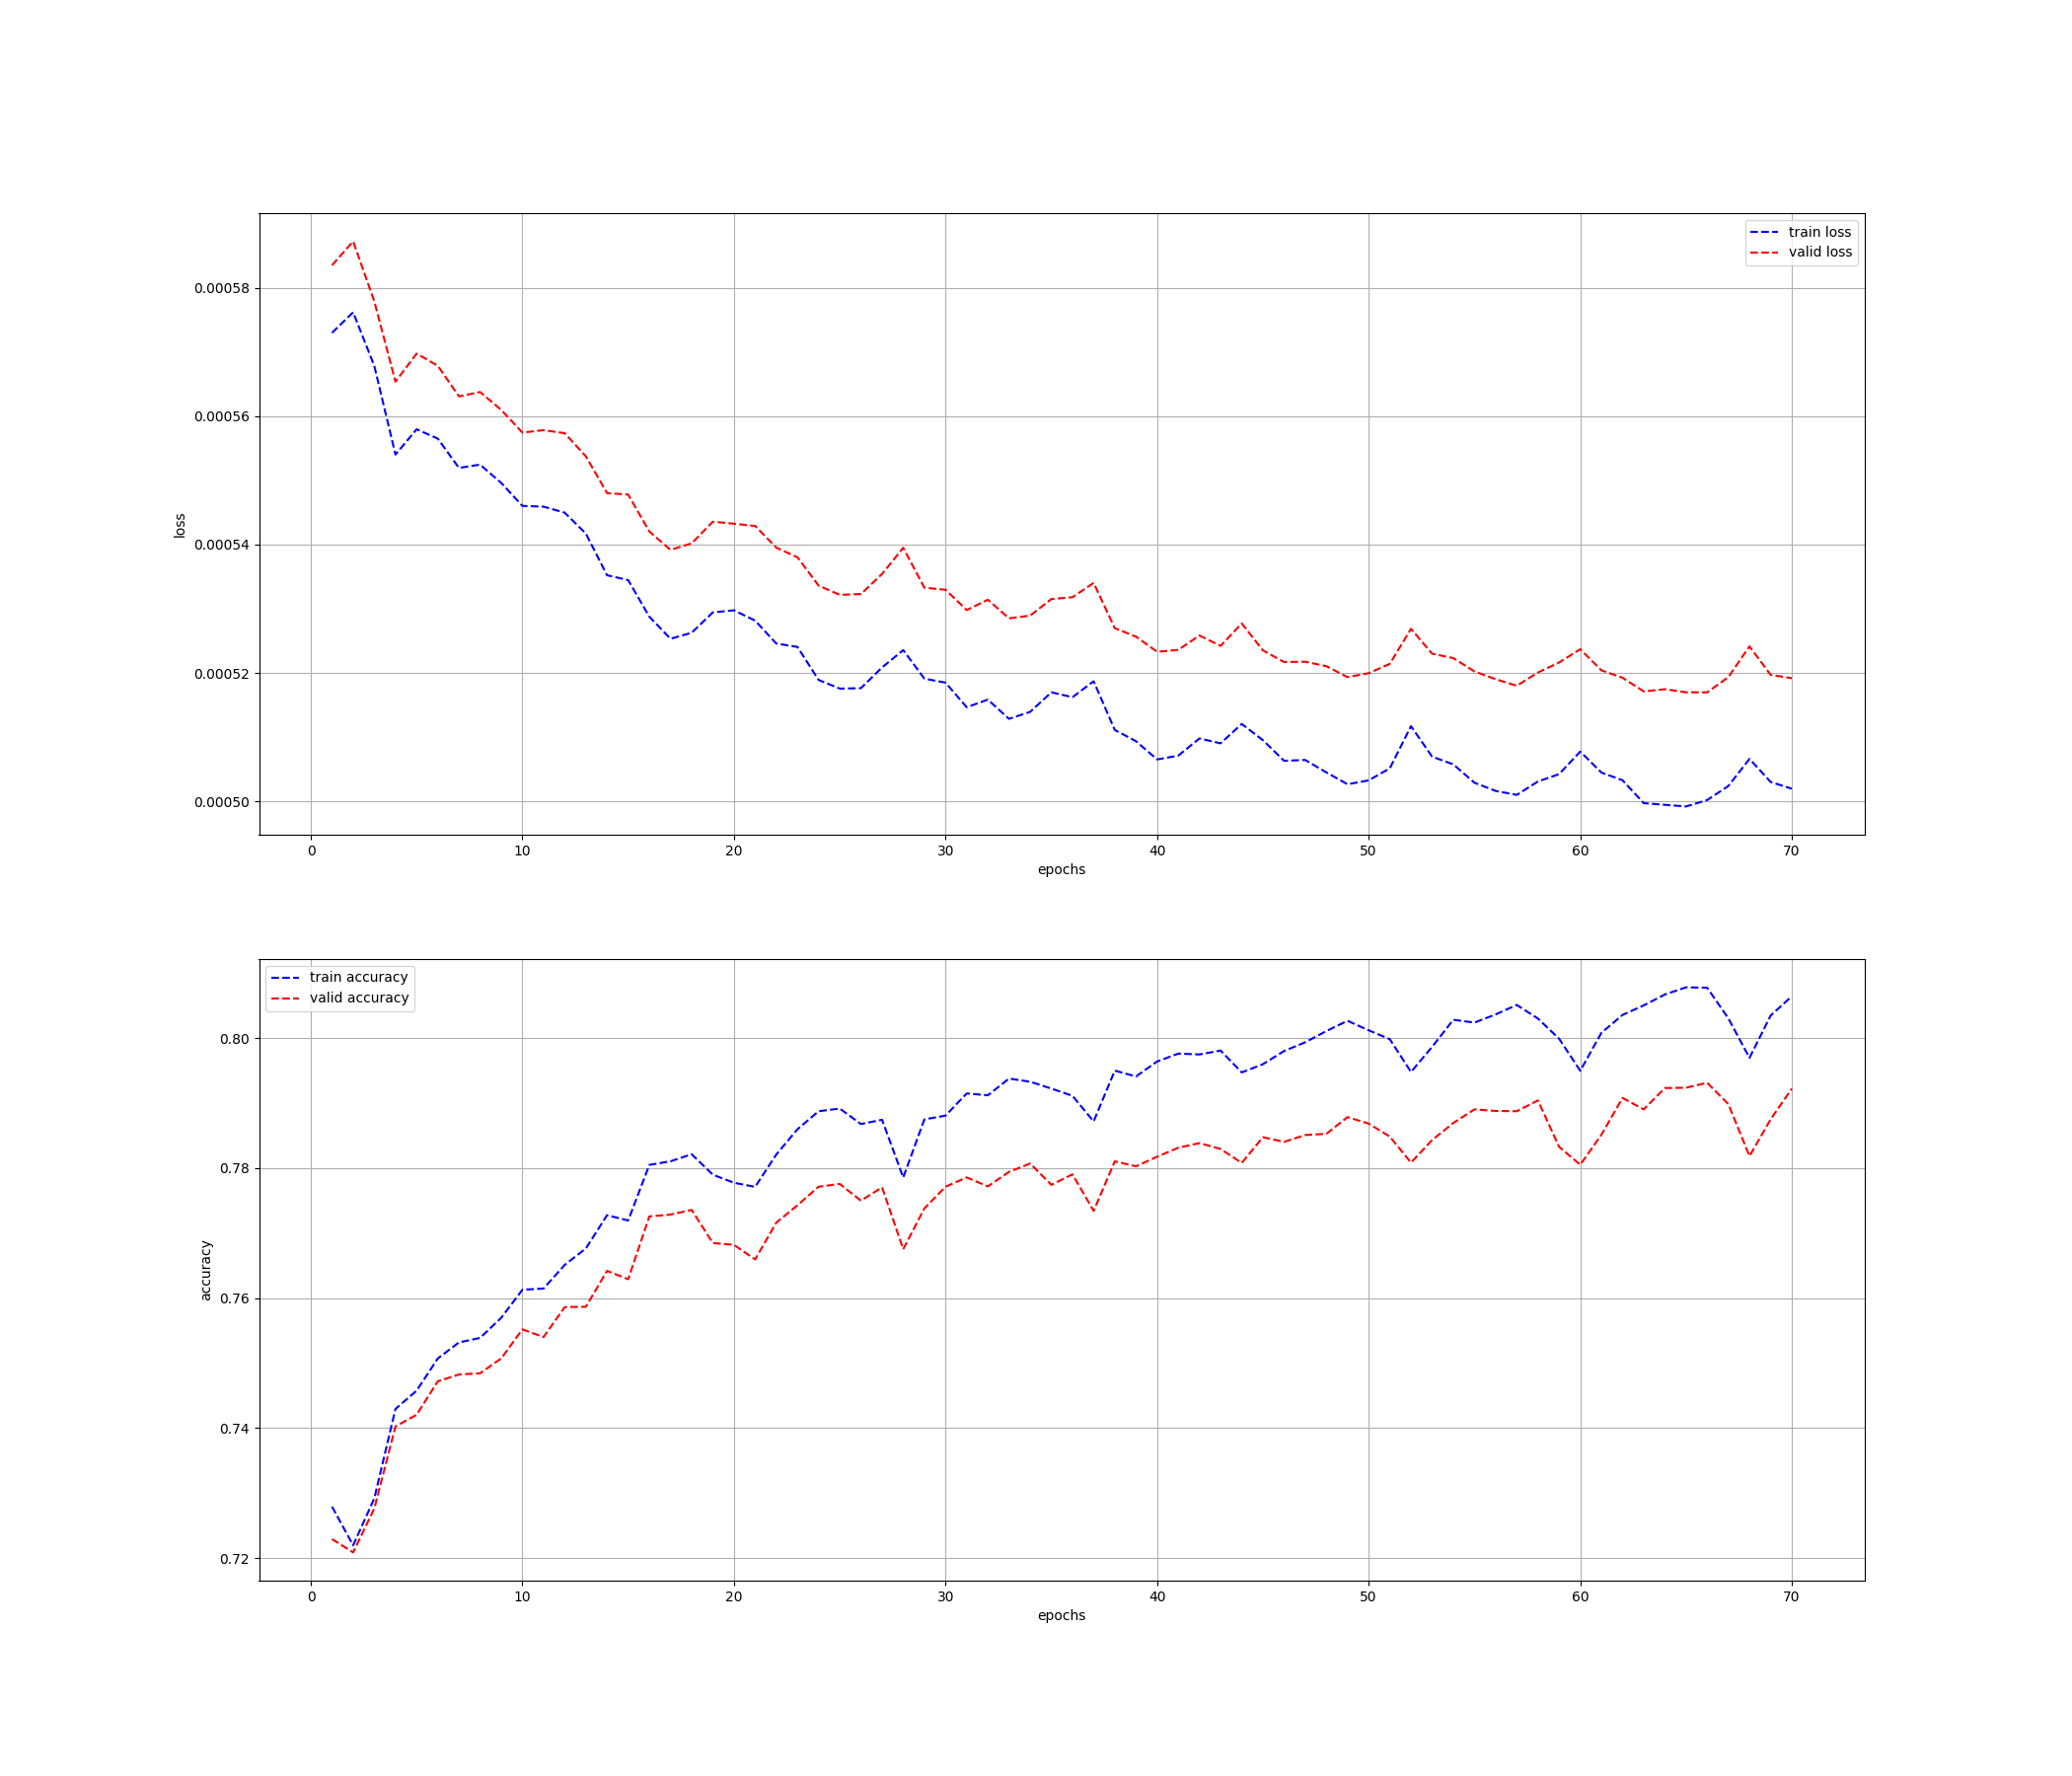 train loss
valid loss
0.00058
0.00056
0.00054
0.00052
0.00050
loss
0 10 20 30 40 50 60 70
epochs
train accuracy
valid accuracy
0.80
0.78
0.76
0.74
0.72
accuracy
0 10 20 30 40 50 60 70
epochs